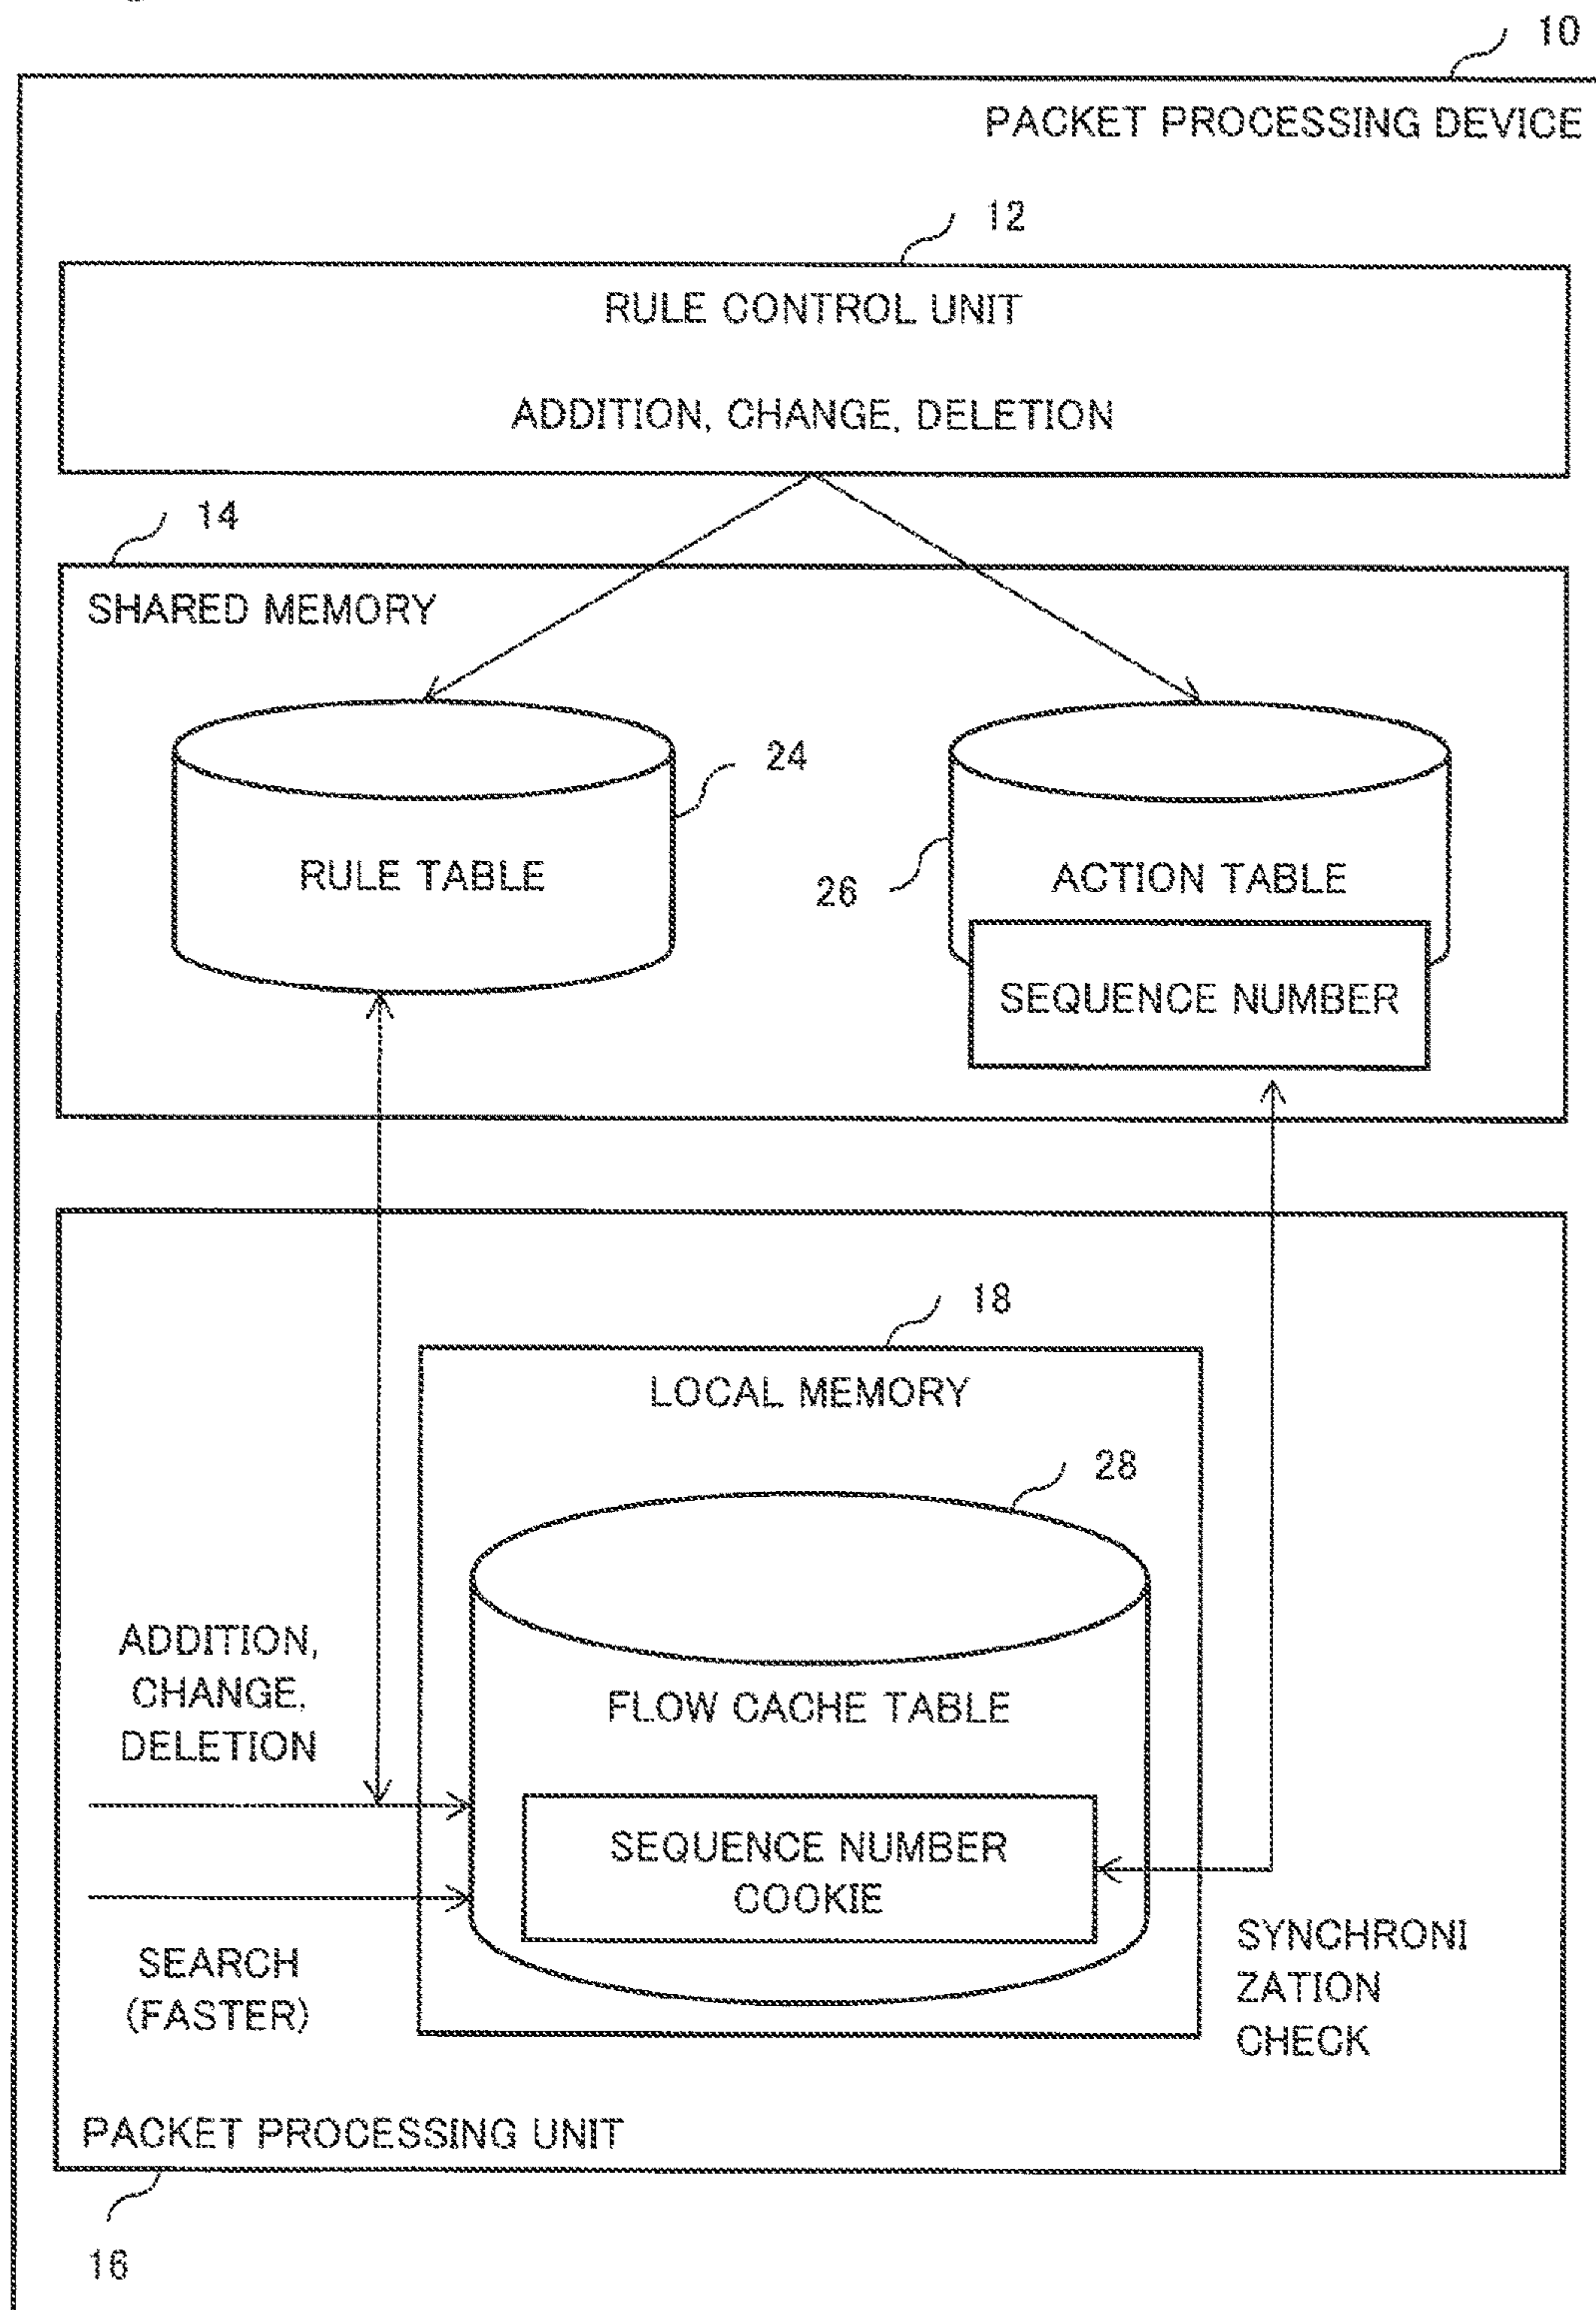 10
PACKET PROCESSING DEVICE
12
RULE CONTROL UNIT
ADDITION, CHANGE, DELETION
14
SHARED MEMORY
24
RULE TABLE
26
ACTION TABLE
SEQUENCE NUMBER
18
LOCAL MEMORY
28
FLOW CACHE TABLE
ADDITION,
CHANGE,
DELETION
SEQUENCE NUMBER
COOKIE
SEARCH
(FASTER)
SYNCHRONI
ZATION
CHECK
PACKET PROCESSING UNIT
16